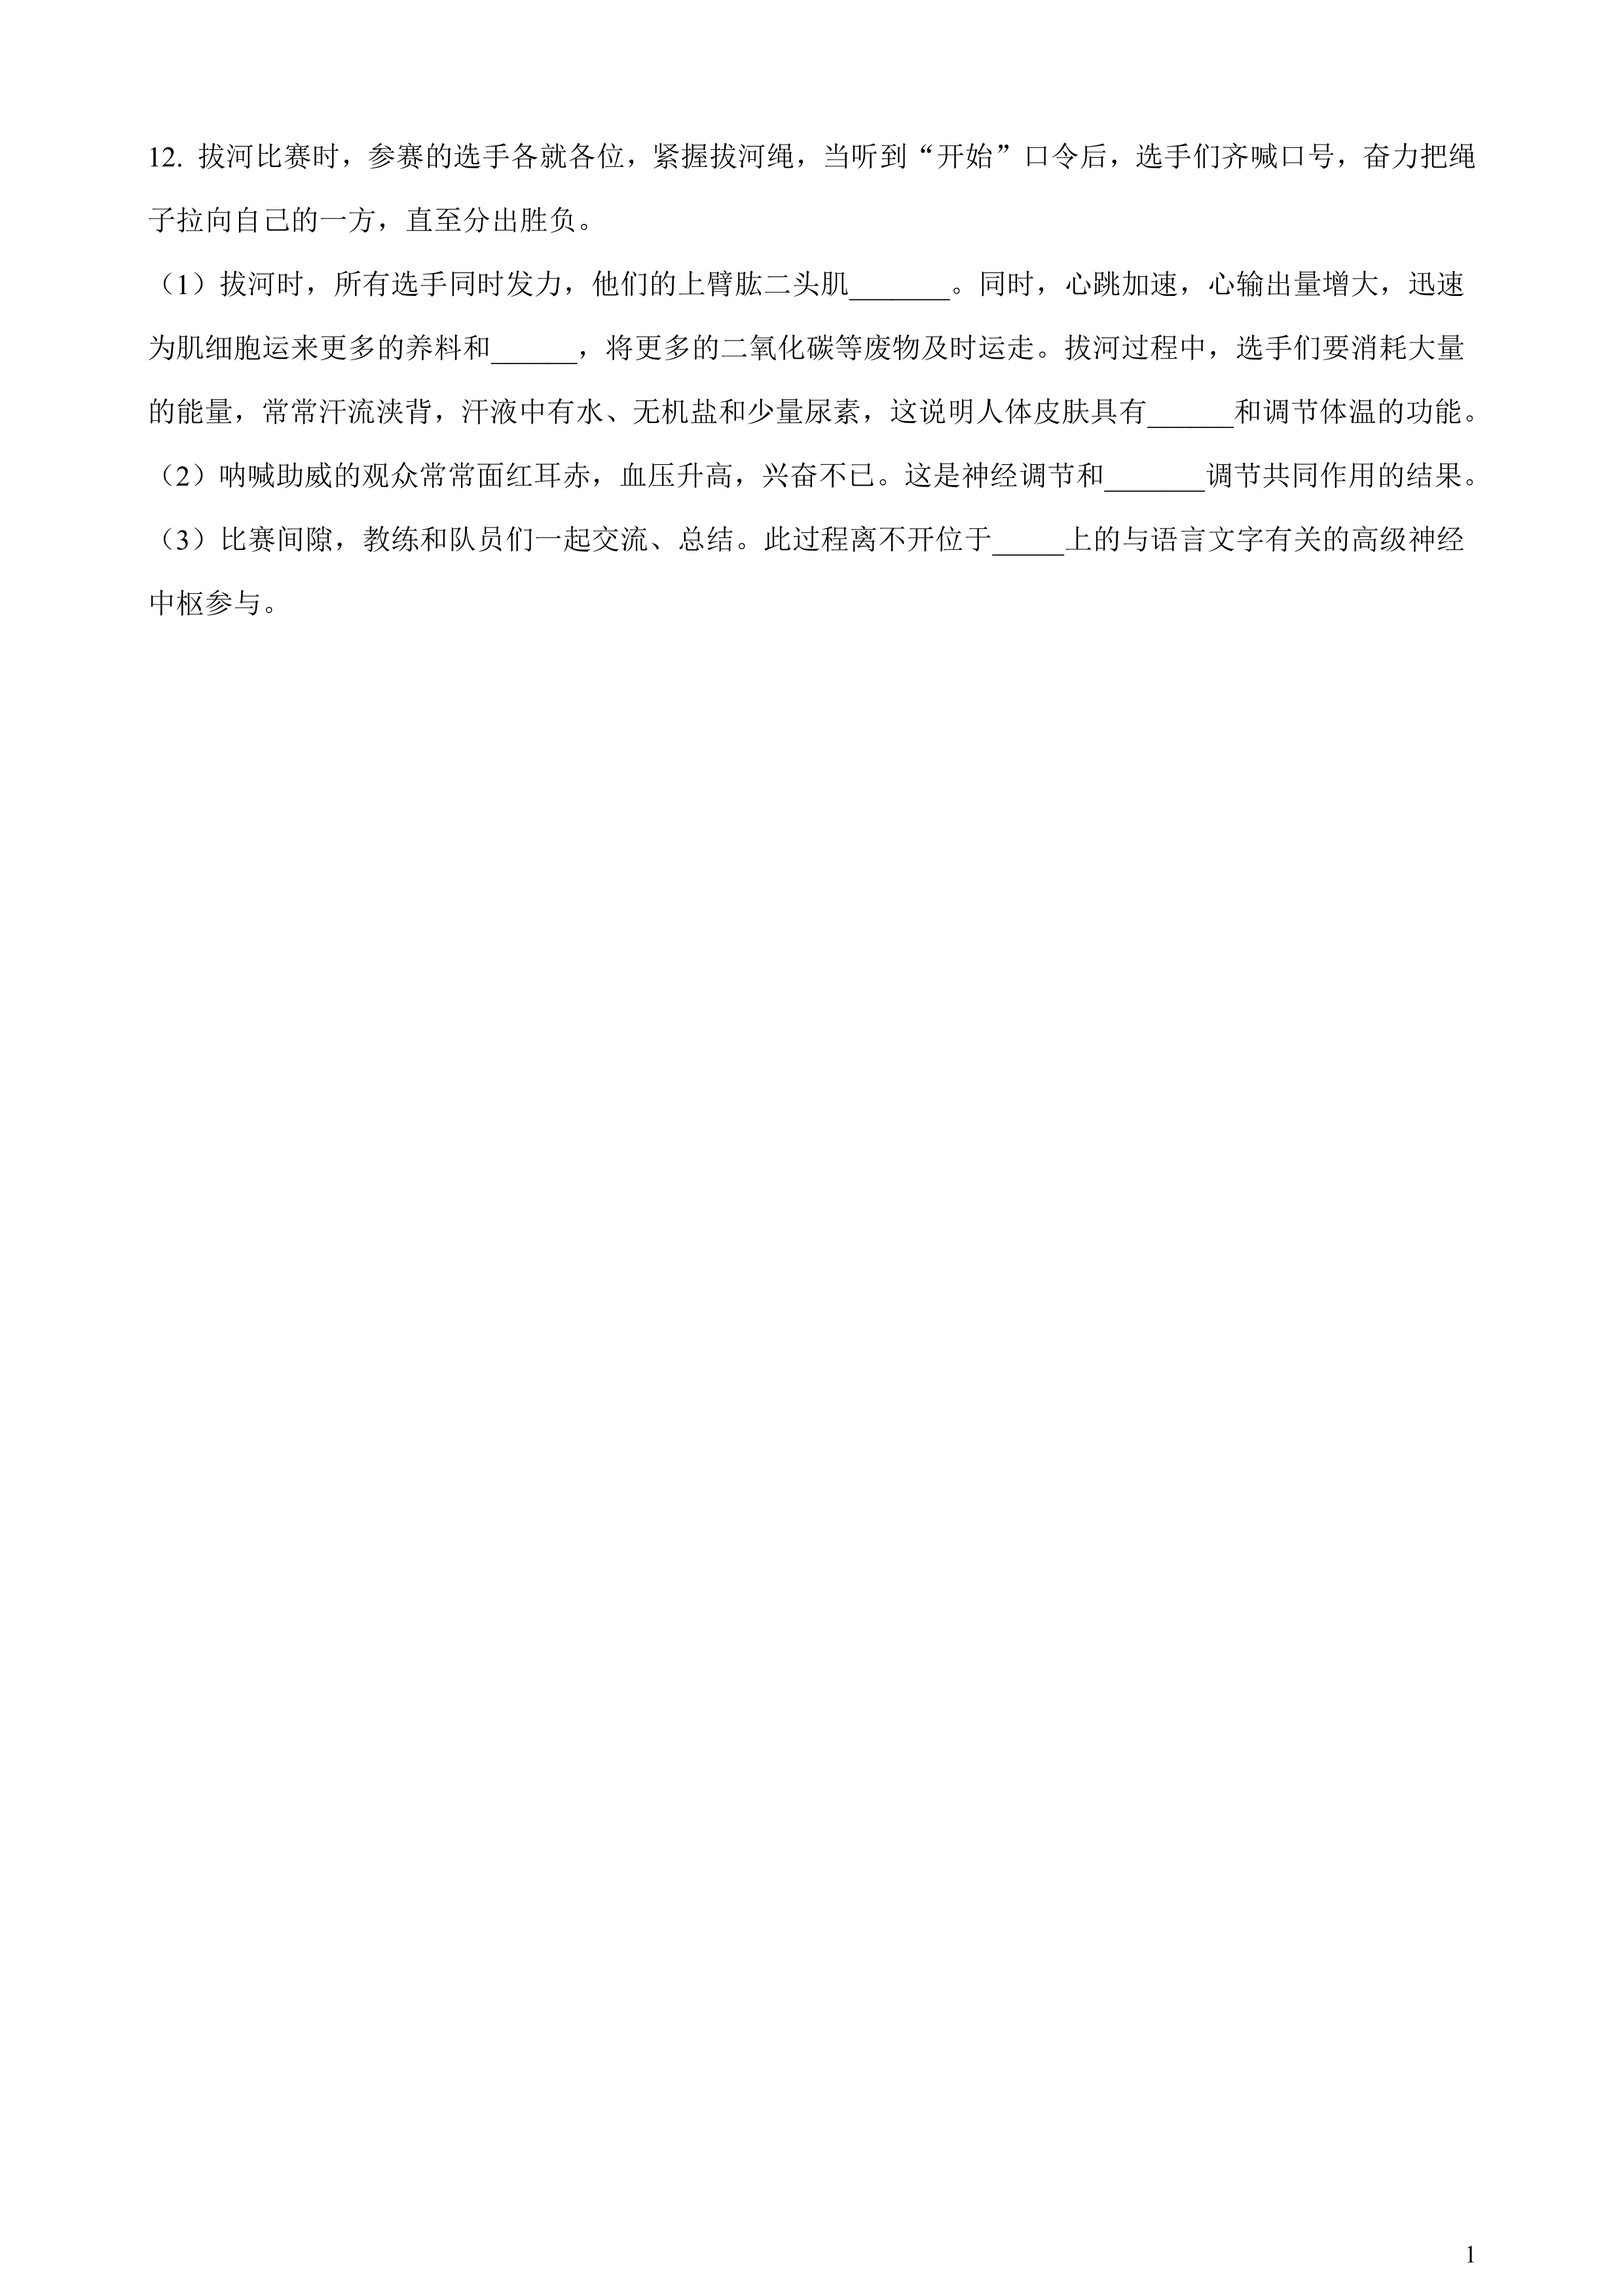 12. 拔河比赛时，参赛的选手各就各位，紧握拔河绳，当听到“开始”口令后，选手们齐喊口号，奋力把绳
子拉向自己的一方，直至分出胜负。
（1）拔河时，所有选手同时发力，他们的上臂肱二头肌_______。同时，心跳加速，心输出量增大，迅速
为肌细胞运来更多的养料和______，将更多的二氧化碳等废物及时运走。拔河过程中，选手们要消耗大量
的能量，常常汗流浃背，汗液中有水、无机盐和少量尿素，这说明人体皮肤具有______和调节体温的功能。
（2）呐喊助威的观众常常面红耳赤，血压升高，兴奋不已。这是神经调节和_______调节共同作用的结果。
（3）比赛间隙，教练和队员们一起交流、总结。此过程离不开位于_____上的与语言文字有关的高级神经
中枢参与。
1